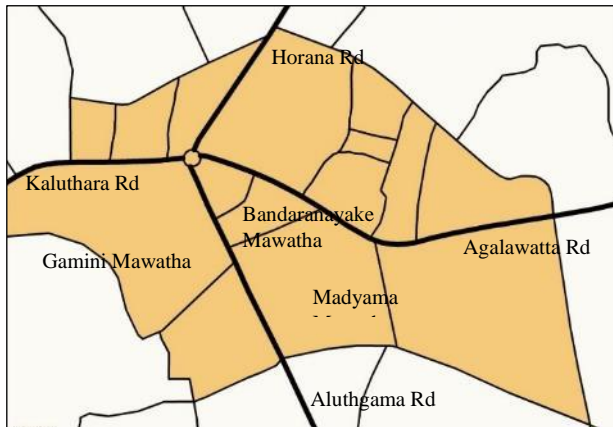 Horana Rd
Kaluthara Rd
Bandaranayake
Mawatha
Gamini Mawatha
Agalawatta Rd
Madyama
Aluthgama Rd